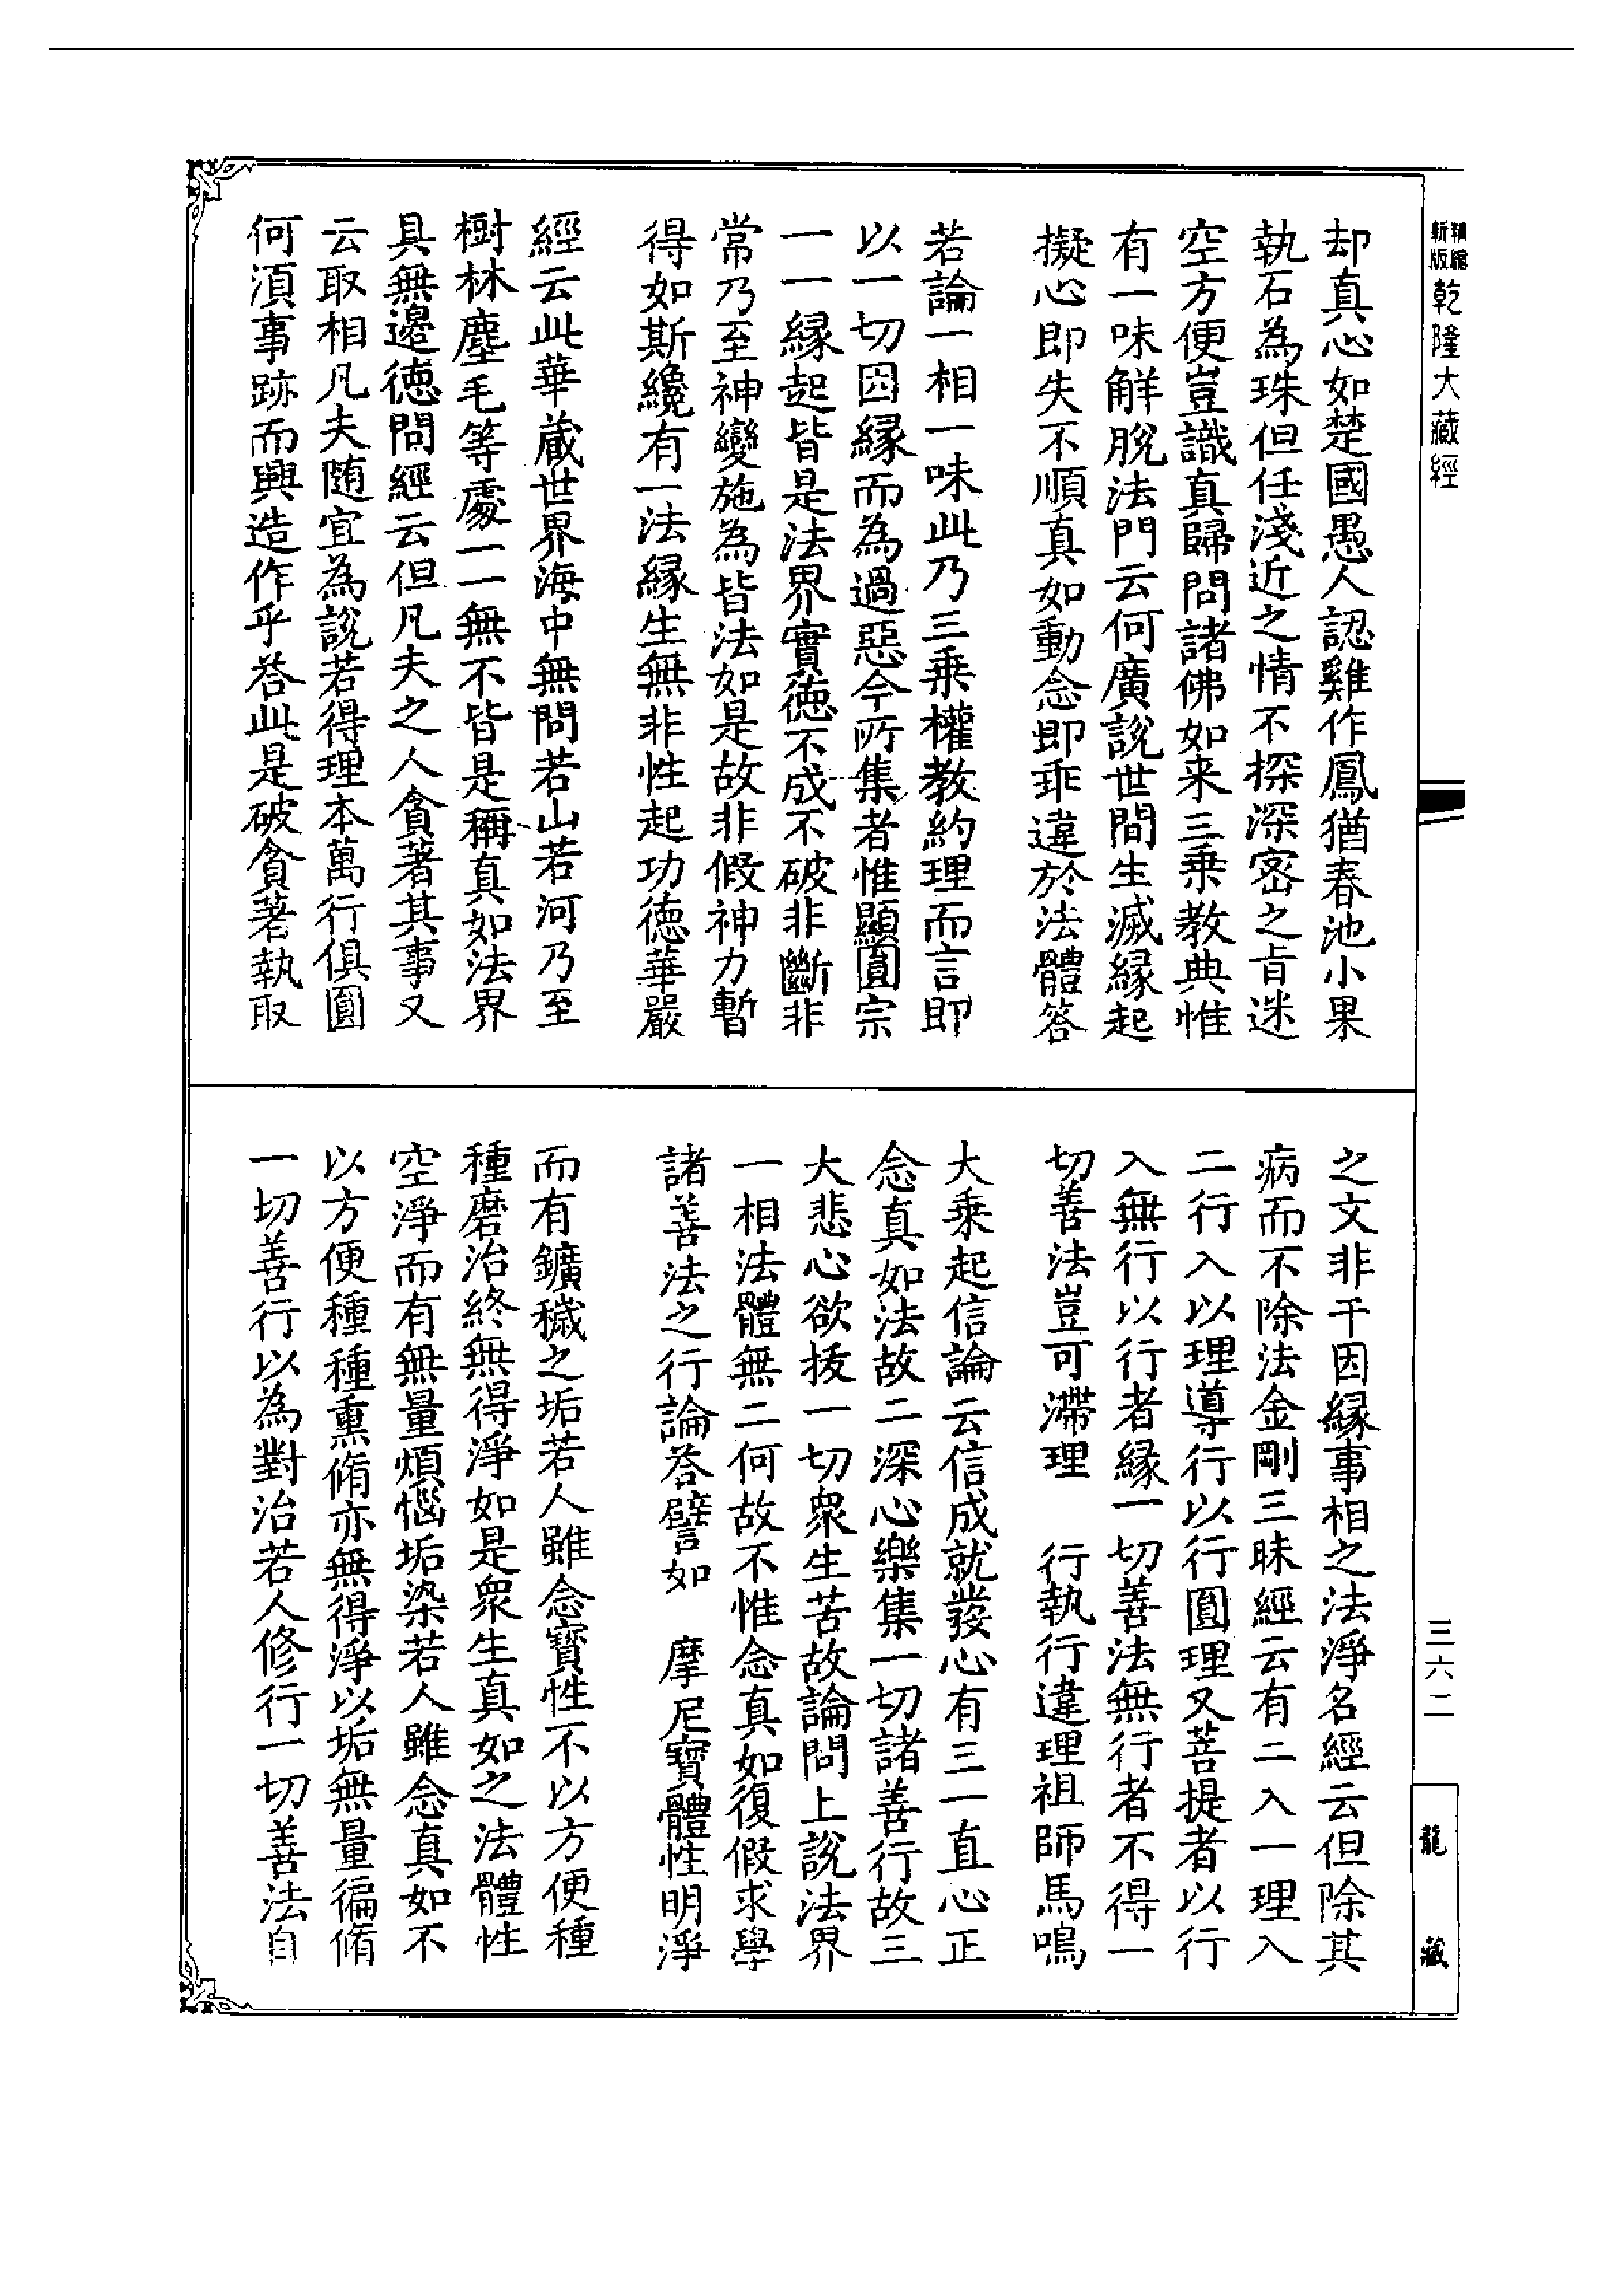 精縮
新版
乾隆大藏經
却真心如楚國愚人認雞作鳳猶春池小果
執石為珠但任淺近之情不探深密之旨迷
空方便豈識真歸問諸佛如来三乘教典惟
有一味解脫法門云何廣說世間生滅緣起
擬心即失不順真如動念即乖違於法體答
若論一相一味此乃三乘權教約理而言即
以一切因緣而為過惡今所集者惟顯圓宗
一一緣起皆是法界實德不成不破非斷非
常乃至神變施為皆法如是故非假神力暫
得如斯纔有一法緣生無非性起功德華嚴
經云此華藏世界海中無問若山若河乃至
樹林塵毛等處一一無不皆是稱真如法界
具無邊德問經云但凡夫之人貪著其事又
云取相凡夫随宜為說若得理本萬行俱圓
何須事跡而興造作乎答此是破貪著執取
之文非干因緣事相之法淨名經云但除其
病而不除法金剛三昧經云有二入一理入
二行入以理導行以行圓理又菩提者以行
入無行以行者緣一切善法無行者不得一
切善法豈可滯理 行執行違理祖師馬鳴
大乘起信論云信成就發心有三一直心正
念真如法故二深心樂集一切諸善行故三
大悲心欲拔一切衆生苦故論問上說法界
一相法體無二何故不惟念真如復假求學
諸善法之行論答譬如 摩尼寶體性明淨
而有鑛穢之垢若人雖念寶性不以方便種
種磨治終無得淨如是衆生真如之法體性
空淨而有無量煩惱垢染若人雖念真如不
以方便種種熏脩亦無得淨以垢無量徧脩
一切善行以為對治若人修行一切善法自
三六二
龍藏